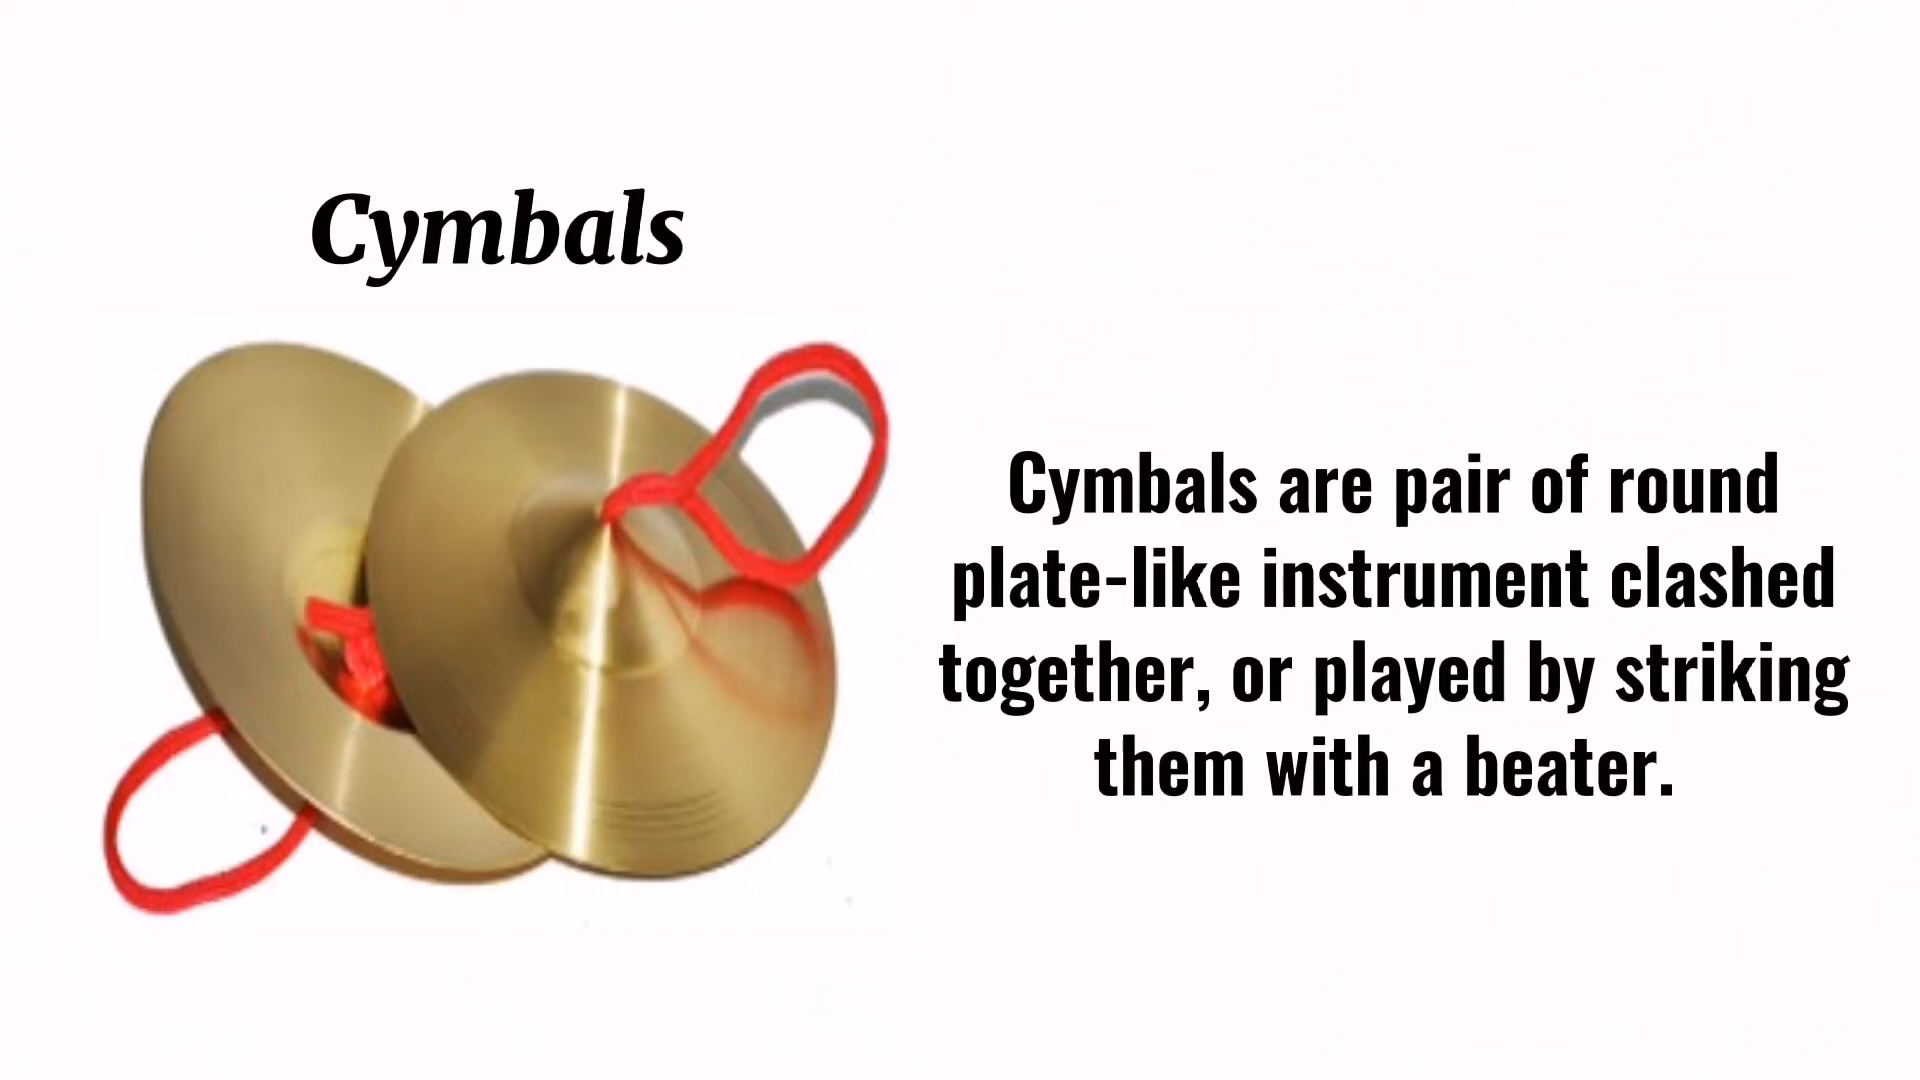 Cymbals
Cymbals are pair of round
plate-like instrument clashed
together, or played by striking
them with a beater.